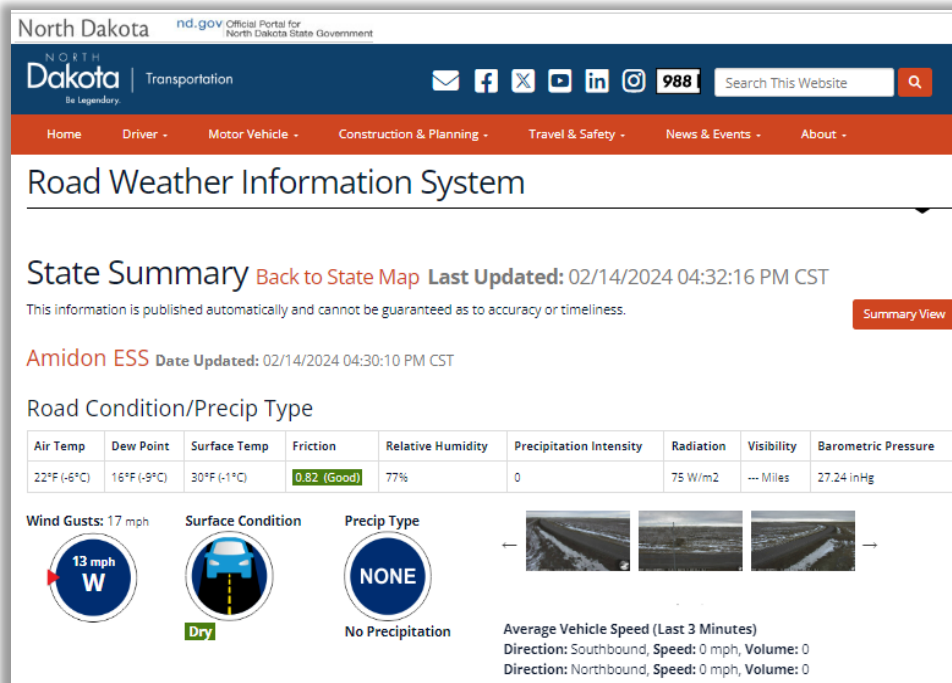 North Dakota nd.gov Official Portal for
North Dakota State Government
NORTH
Dakota | Transportation
Be Legendary.
988
Search This Website
Home Driver Motor Vehicle Construction & Planning Travel & Safety News & Events About
Road Weather Information System
State Summary Back to State Map Last Updated: 02/14/2024 04:32:16 PM CST
This information is published automatically and cannot be guaranteed as to accuracy or timeliness.
Summary View
Amidon ESS Date Updated: 02/14/2024 04:30:10 PM CST
Road Condition/Precip Type
Air Temp Dew Point Surface Temp Friction Relative Humidity Precipitation Intensity Radiation Visibility Barometric Pressure
22°F (-6°C) 16°F (-9°C) 30°F (-1°C) 0.82 (Good) 77% 0 75 W/m2 --- Miles 27.24 inHg
Wind Gusts: 17 mph Surface Condition Precip Type
13 mph
W
NONE
Dry
No Precipitation
Average Vehicle Speed (Last 3 Minutes)
Direction: Southbound, Speed: 0 mph, Volume: 0
Direction: Northbound, Speed: 0 mph, Volume: 0